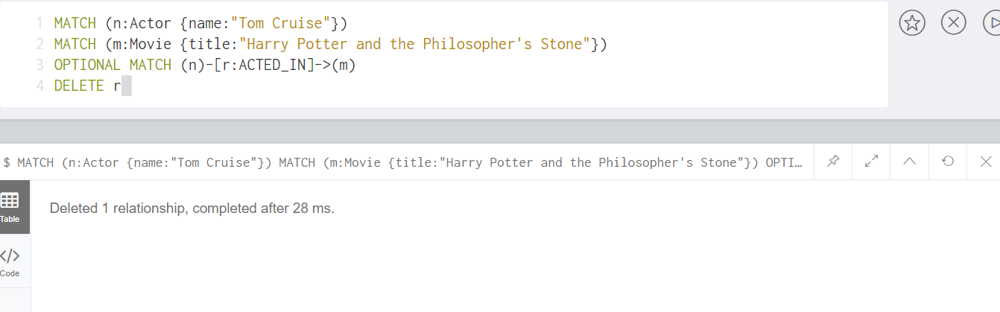 1 MATCH (n:Actor {name:"Tom Cruise"})
2 MATCH (m:Movie {title:"Harry Potter and the Philosopher's Stone"})
3 OPTIONAL MATCH (n)-[r:ACTED_IN]->(m)
4 DELETE r
$ MATCH (n:Actor {name:"Tom Cruise"}) MATCH (m:Movie {title:"Harry Potter and the Philosopher's Stone"}) OPTI…
Table
Deleted 1 relationship, completed after 28 ms.
Code